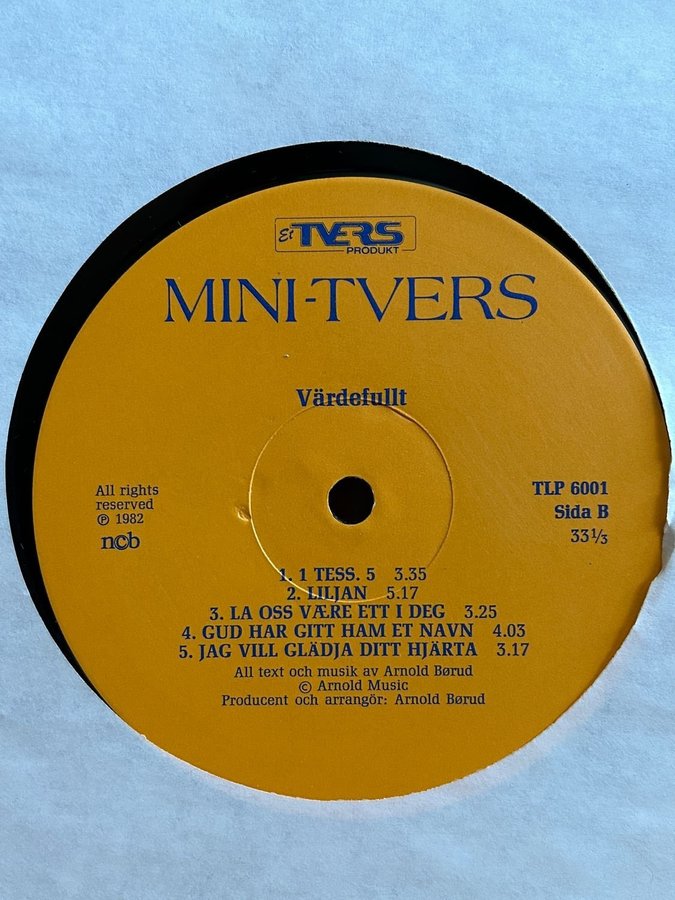 Et TVERS
PRODUKT
MINI-TVERS
Värdefullt
All rights
reserved
℗ 1982
ncb
TLP 6001
Sida B
33⅓
1. 1 TESS. 5 3.35
2. LILJAN 5.17
3. LA OSS VÆRE ETT I DEG 3.25
4. GUD HAR GITT HAM ET NAVN 4.03
5. JAG VILL GLÄDJA DITT HJÄRTA 3.17
All text och musik av Arnold Børud
© Arnold Music
Producent och arrangör: Arnold Børud